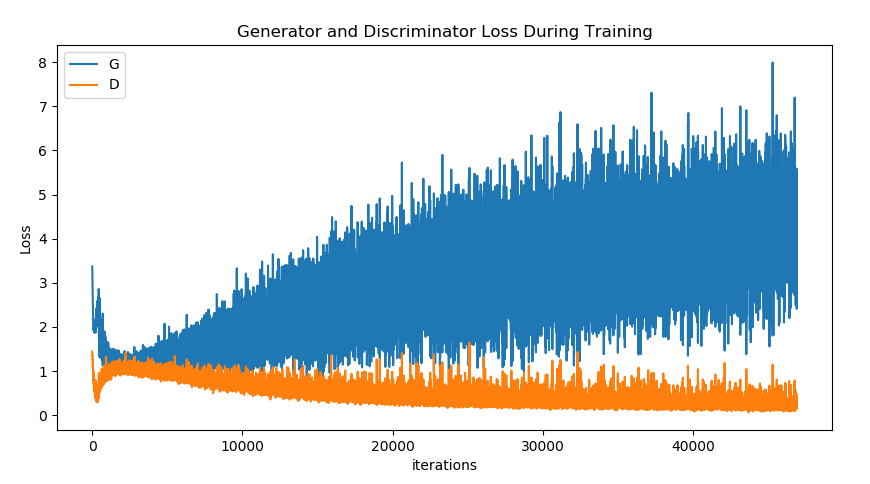 Generator and Discriminator Loss During Training
G
D
8
7
6
5
4
3
2
1
0
Loss
0 10000 20000 30000 40000
iterations